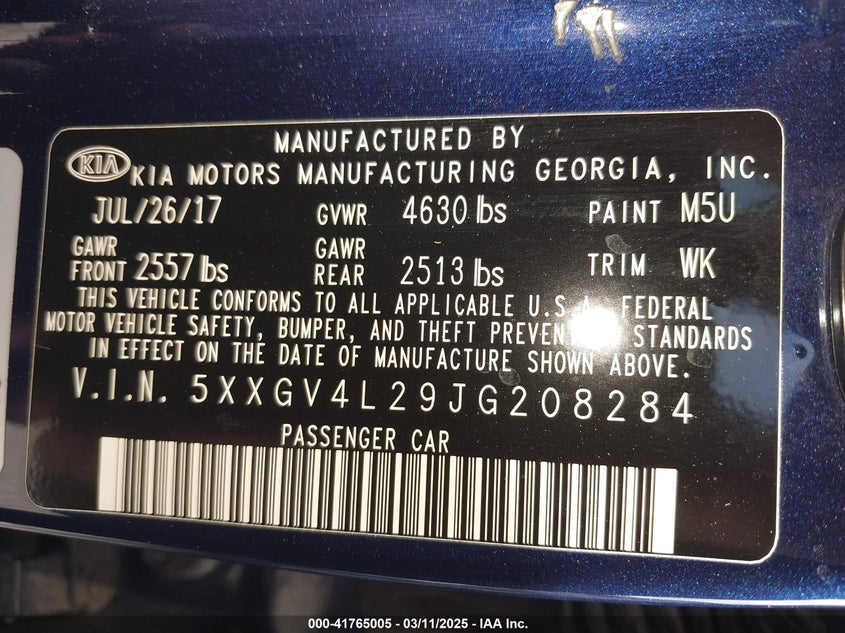 MANUFACTURED BY
KIA KIA MOTORS MANUFACTURING GEORGIA, INC.
JUL/26/17 GVWR 4630 lbs PAINT M5U
GAWR FRONT 2557 lbs GAWR REAR 2513 lbs TRIM WK
THIS VEHICLE CONFORMS TO ALL APPLICABLE U.S.A. FEDERAL
MOTOR VEHICLE SAFETY, BUMPER, AND THEFT PREVENTION STANDARDS
IN EFFECT ON THE DATE OF MANUFACTURE SHOWN ABOVE.
V.I.N. 5XXGV4L29JG208284
PASSENGER CAR
000-41765005 - 03/11/2025 - IAA Inc.